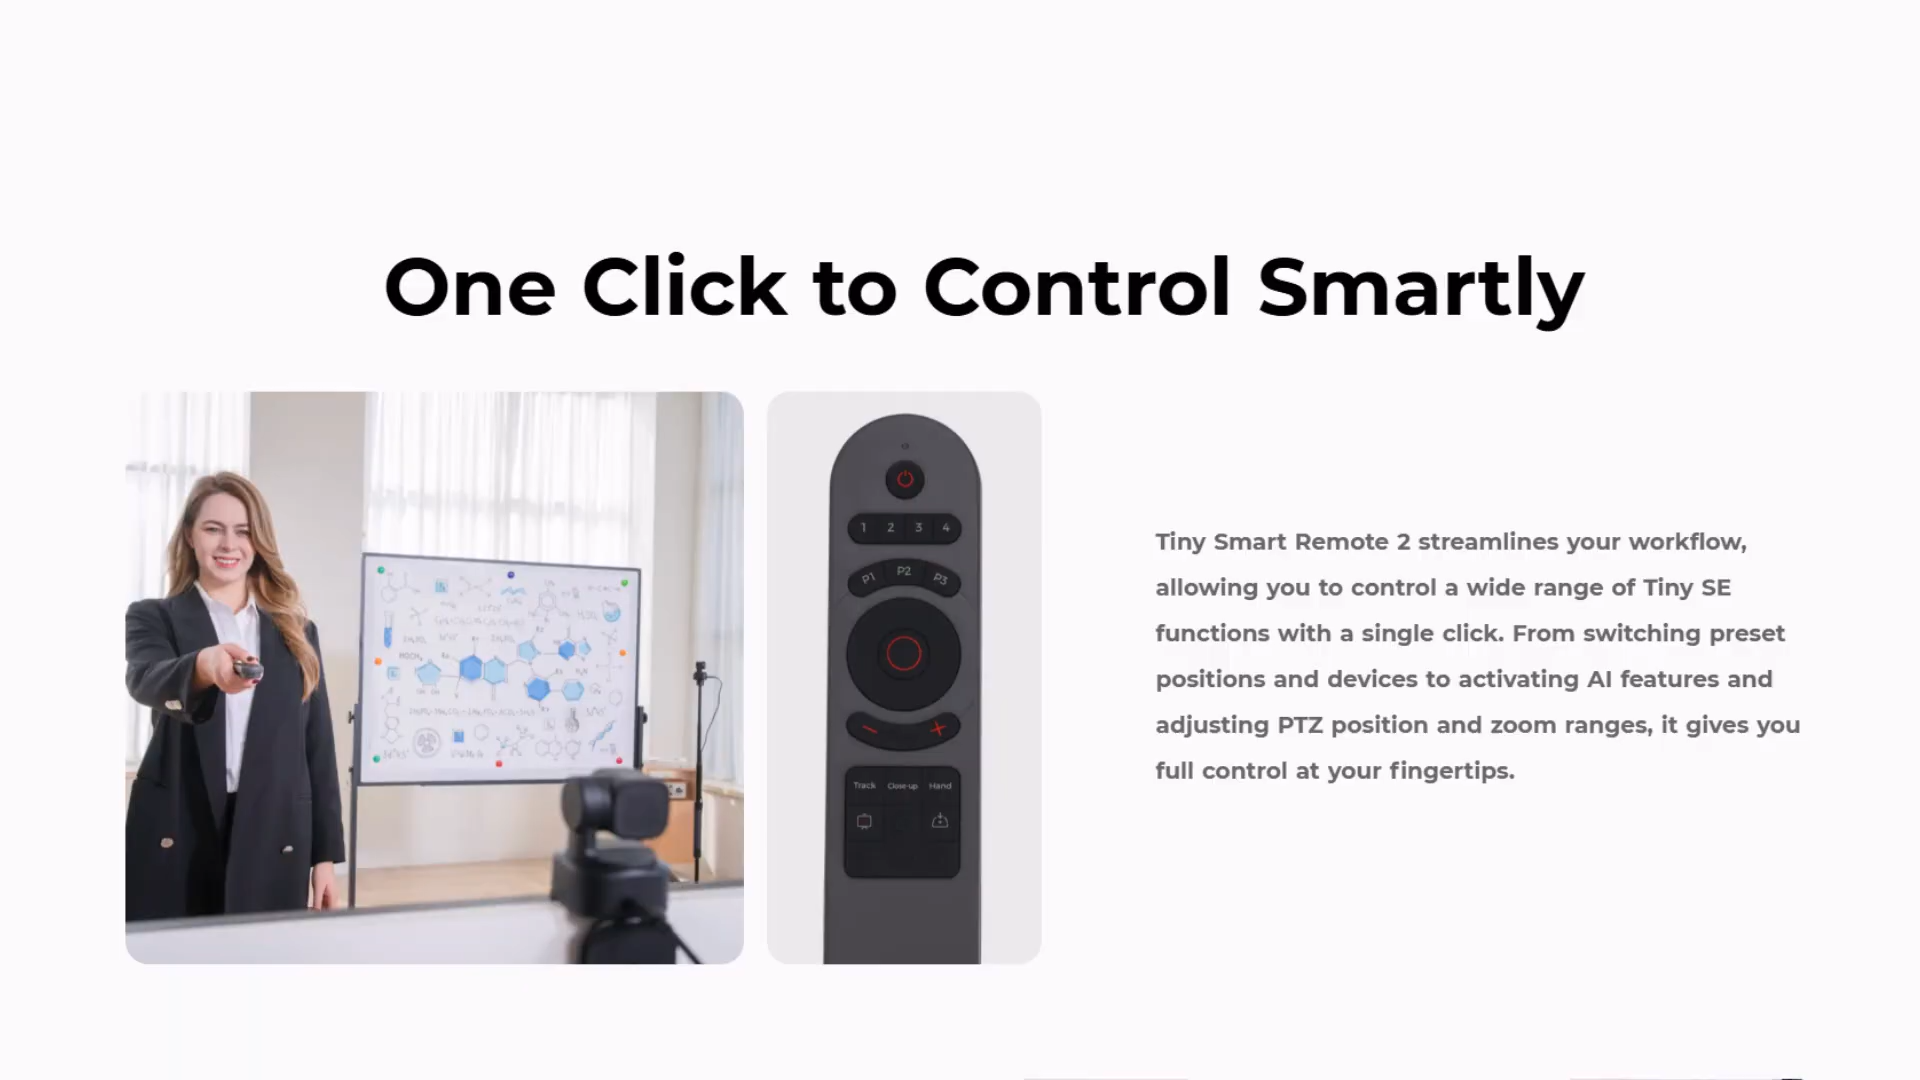 One Click to Control Smartly
1 2 3 4
P1 P2 P3
Track Close-up Hand
Tiny Smart Remote 2 streamlines your workflow,
allowing you to control a wide range of Tiny SE
functions with a single click. From switching preset
positions and devices to activating AI features and
adjusting PTZ position and zoom ranges, it gives you
full control at your fingertips.